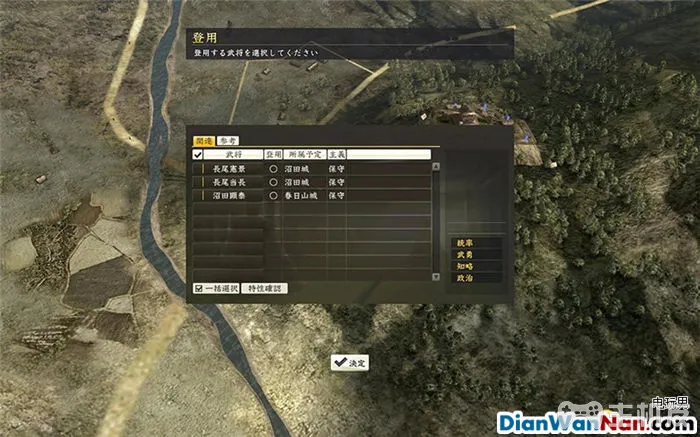 登用
登用する武将を選択してください
関連 参考
武将 登用 所属予定 主義
長尾憲景 ○ 沼田城 保守
長尾当長 ○ 沼田城 保守
沼田顕泰 ○ 春日山城 保守
統率
武勇
知略
政治
一括選択 特性確認
決定
电玩男
DianWanNan.com